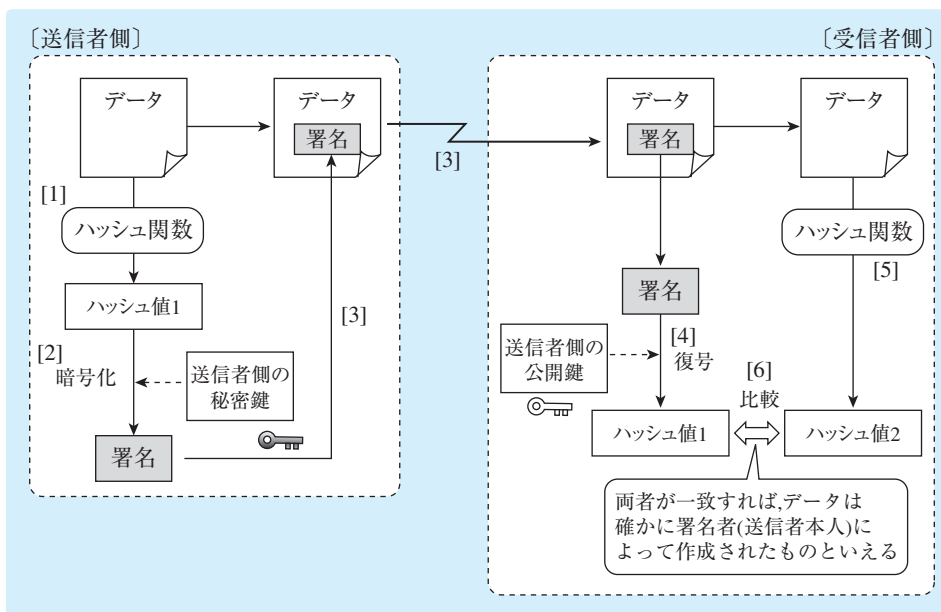 〔送信者側〕
データ
データ
署名
[1]
ハッシュ関数
ハッシュ値1
[2]
暗号化
送信者側の
秘密鍵
署名
[3]
[3]
〔受信者側〕
データ
署名
データ
ハッシュ関数
[5]
署名
送信者側の
公開鍵
[4]
復号
[6]
比較
ハッシュ値1
ハッシュ値2
両者が一致すれば,データは
確かに署名者(送信者本人)に
よって作成されたものといえる